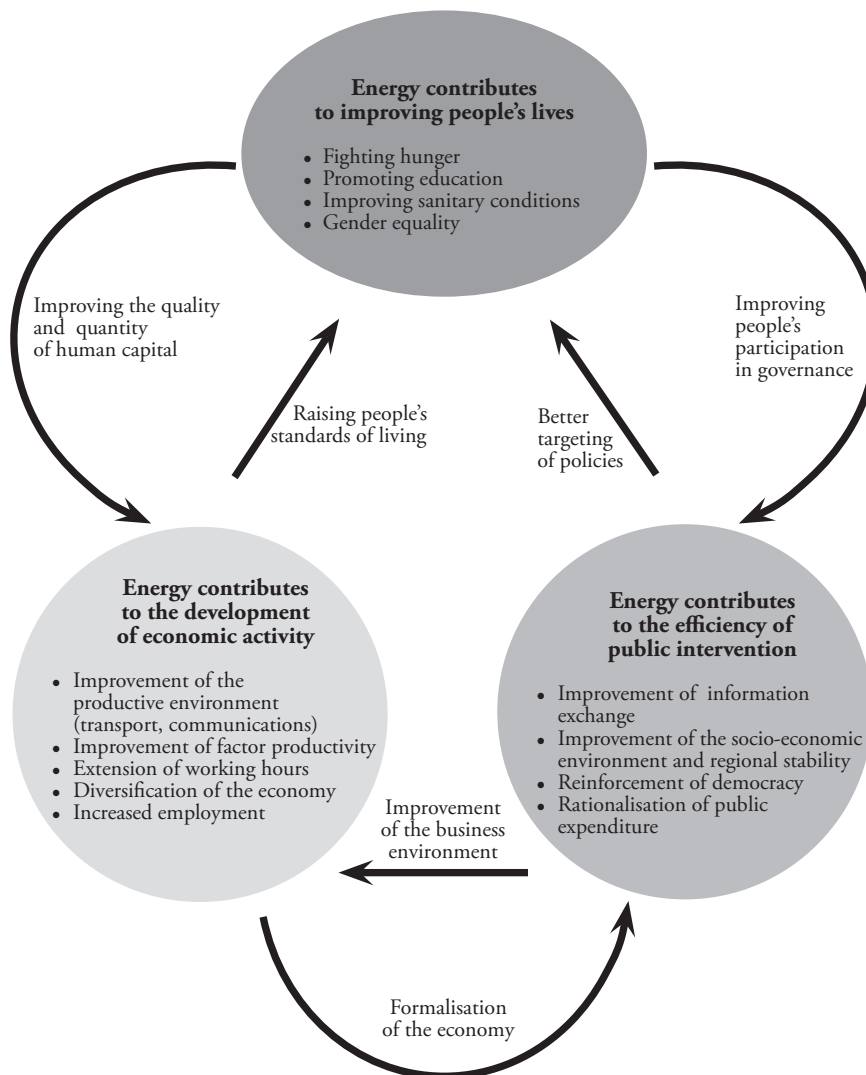 Energy contributes
to improving people's lives
• Fighting hunger
• Promoting education
• Improving sanitary conditions
• Gender equality
Improving the quality
and quantity
of human capital
Improving
people's
participation
in governance
Raising people's
standards of living
Better
targeting
of policies
Energy contributes
to the development
of economic activity
• Improvement of the
productive environment
(transport, communications)
• Improvement of factor productivity
• Extension of working hours
• Diversification of the economy
• Increased employment
Energy contributes
to the efficiency of
public intervention
• Improvement of information
exchange
• Improvement of the socio-economic
environment and regional stability
• Reinforcement of democracy
• Rationalisation of public
expenditure
Improvement
of the business
environment
Formalisation
of the economy